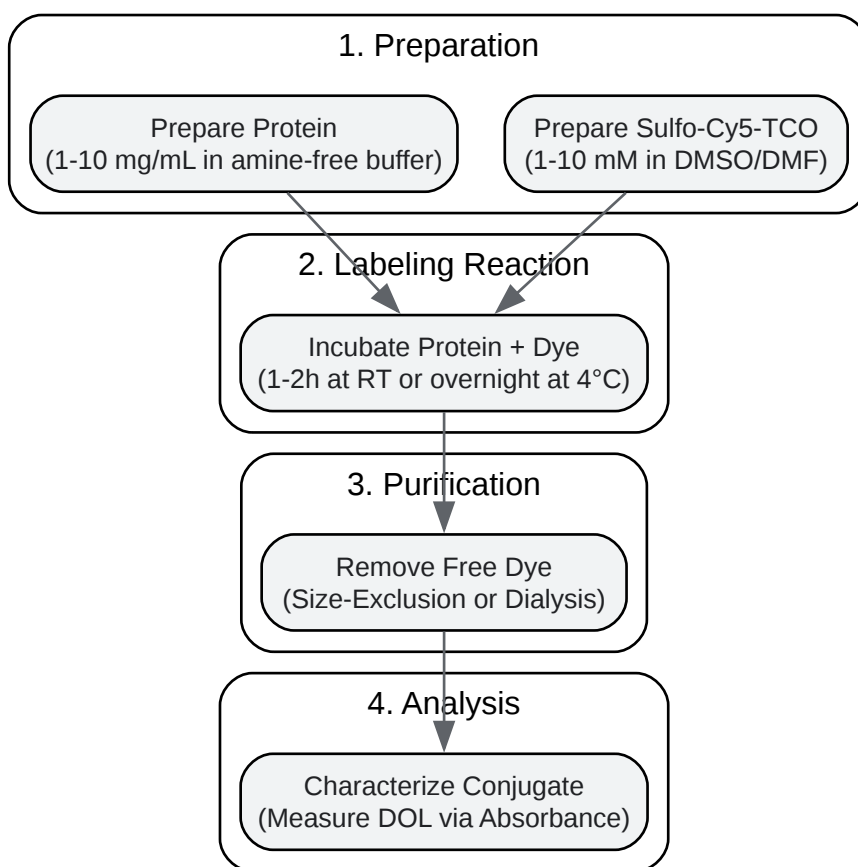 1. Preparation
Prepare Protein
(1-10 mg/mL in amine-free buffer)
Prepare Sulfo-Cy5-TCO
(1-10 mM in DMSO/DMF)
2. Labeling Reaction
Incubate Protein + Dye
(1-2h at RT or overnight at 4°C)
3. Purification
Remove Free Dye
(Size-Exclusion or Dialysis)
4. Analysis
Characterize Conjugate
(Measure DOL via Absorbance)